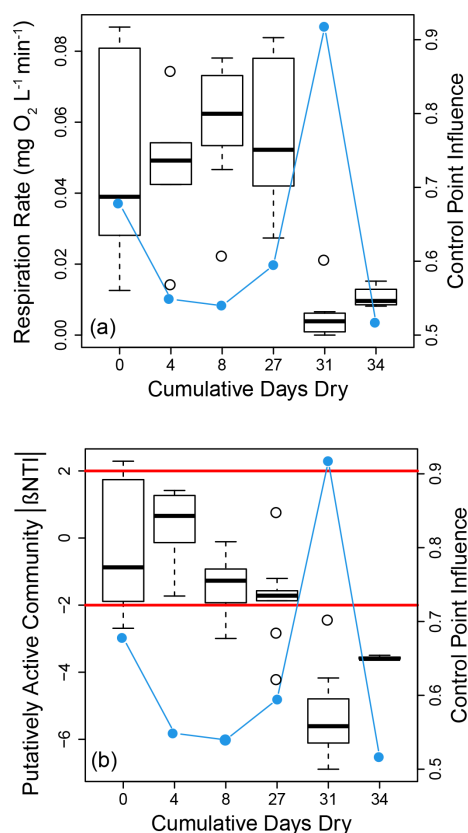 Respiration Rate (mg O₂ L⁻¹ min⁻¹)
0.08
0.06
0.04
0.02
0.00
0.9
0.8
0.7
0.6
0.5
Control Point Influence
(a)
0 4 8 27 31 34
Cumulative Days Dry
Putatively Active Community |ßNTI|
2
0
-2
-4
-6
0.9
0.8
0.7
0.6
0.5
Control Point Influence
(b)
0 4 8 27 31 34
Cumulative Days Dry